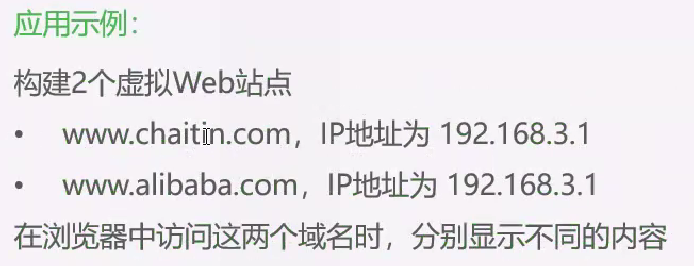 应用示例：
构建2个虚拟Web站点
• www.chaitin.com，IP地址为 192.168.3.1
• www.alibaba.com，IP地址为 192.168.3.1
在浏览器中访问这两个域名时，分别显示不同的内容